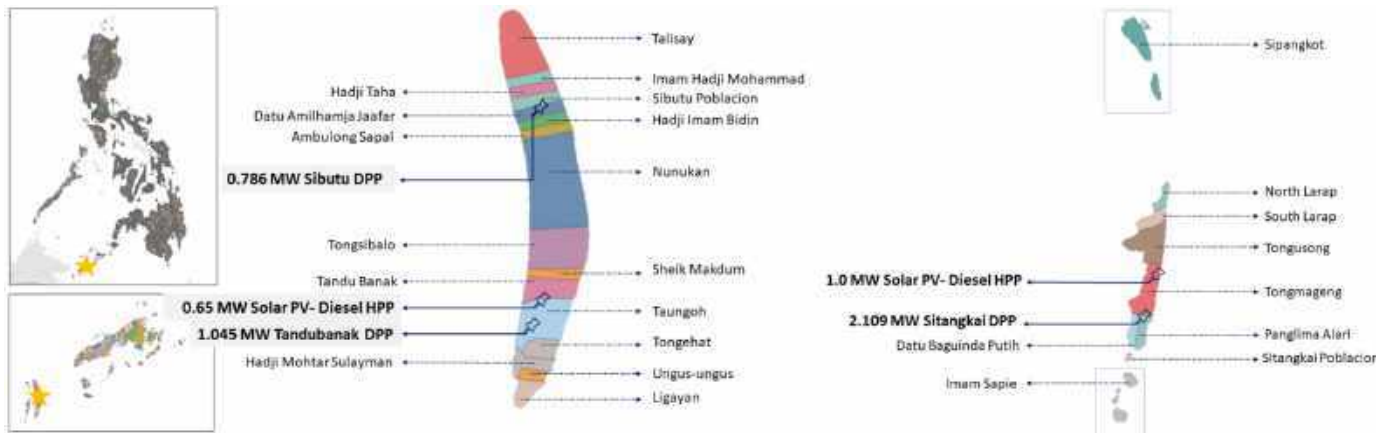 Talisay
Imam Hadji Mohammad
Hadji Taha
Sibutu Poblacion
Datu Amilhamja Jaafar
Hadji Imam Bidin
Ambulong Sapal
Nunukan
0.786 MW Sibutu DPP
Tongsibalo
Sheik Makdum
Tandu Banak
0.65 MW Solar PV- Diesel HPP
Taungoh
1.045 MW Tandubanak DPP
Tongehat
Hadji Mohtar Sulayman
Ungus-ungus
Ligayan
Sipangkot
North Larap
South Larap
Tongusong
1.0 MW Solar PV- Diesel HPP
Tongmageng
2.109 MW Sitangkai DPP
Panglima Alari
Datu Baguinda Putih
Sitangkai Poblacion
Imam Sapie